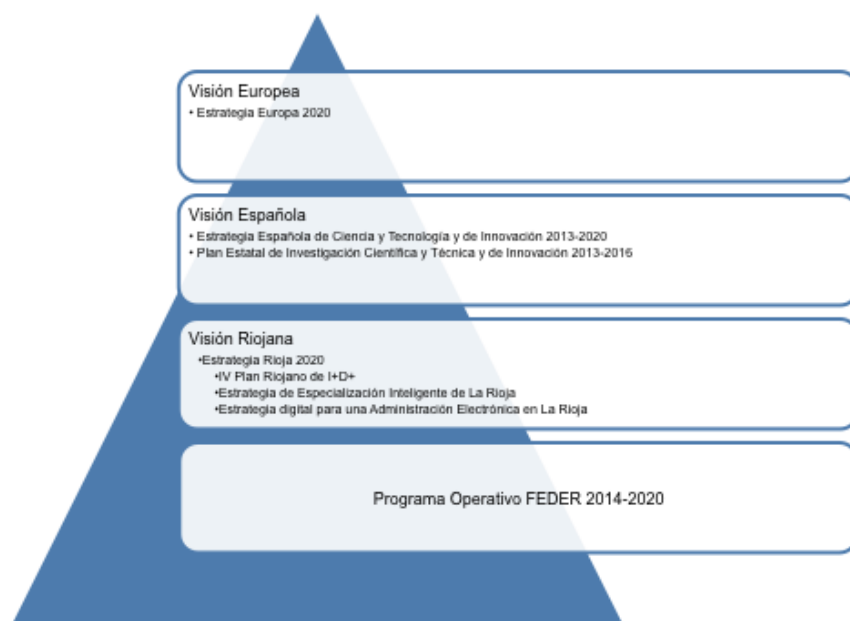 Visión Europea
• Estrategia Europa 2020
Visión Española
• Estrategia Española de Ciencia y Tecnología y de Innovación 2013-2020
• Plan Estatal de Investigación Científica y Técnica y de Innovación 2013-2016
Visión Riojana
•Estrategia Rioja 2020
•IV Plan Riojano de I+D+
•Estrategia de Especialización Inteligente de La Rioja
•Estrategia digital para una Administración Electrónica en La Rioja
Programa Operativo FEDER 2014-2020